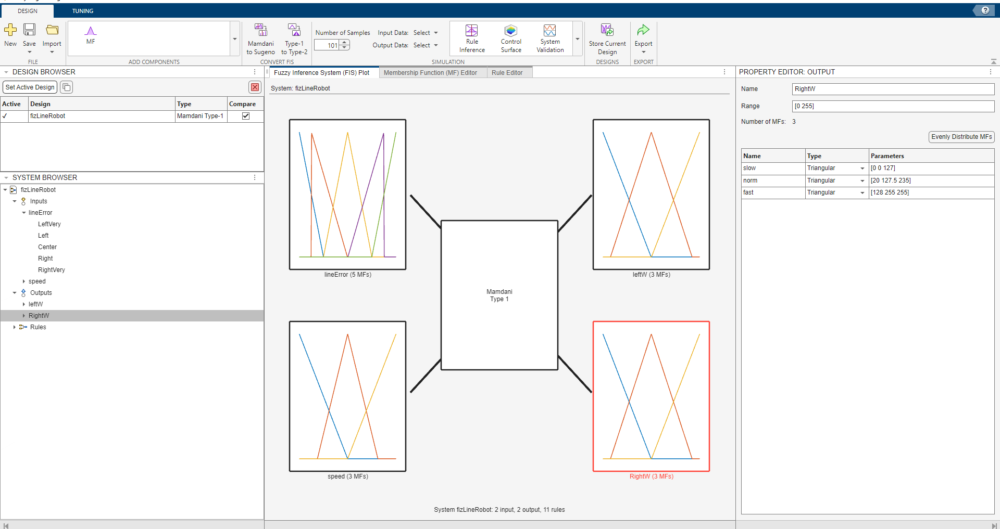 DESIGN
TUNING
?
New
Save
Import
FILE
MF
ADD COMPONENTS
Mamdani
to Sugeno
Type-1
to Type-2
CONVERT FIS
Number of Samples
101
Input Data: Select
Output Data: Select
Rule
Inference
Control
Surface
System
Validation
SIMULATION
Store Current
Design
DESIGNS
Export
EXPORT
DESIGN BROWSER
Set Active Design
Active Design Type Compare
fizLineRobot Mamdani Type-1
SYSTEM BROWSER
fizLineRobot
Inputs
lineError
LeftVery
Left
Center
Right
RightVery
speed
Outputs
leftW
RightW
Rules
Fuzzy Inference System (FIS) Plot
Membership Function (MF) Editor
Rule Editor
System: fizLineRobot
lineError (5 MFs)
leftW (3 MFs)
Mamdani
Type 1
speed (3 MFs)
RightW (3 MFs)
System fizLineRobot: 2 input, 2 output, 11 rules
PROPERTY EDITOR: OUTPUT
Name RightW
Range [0 255]
Number of MFs: 3
Evenly Distribute MFs
Name Type Parameters
slow Triangular [0 0 127]
norm Triangular [20 127.5 235]
fast Triangular [128 255 255]